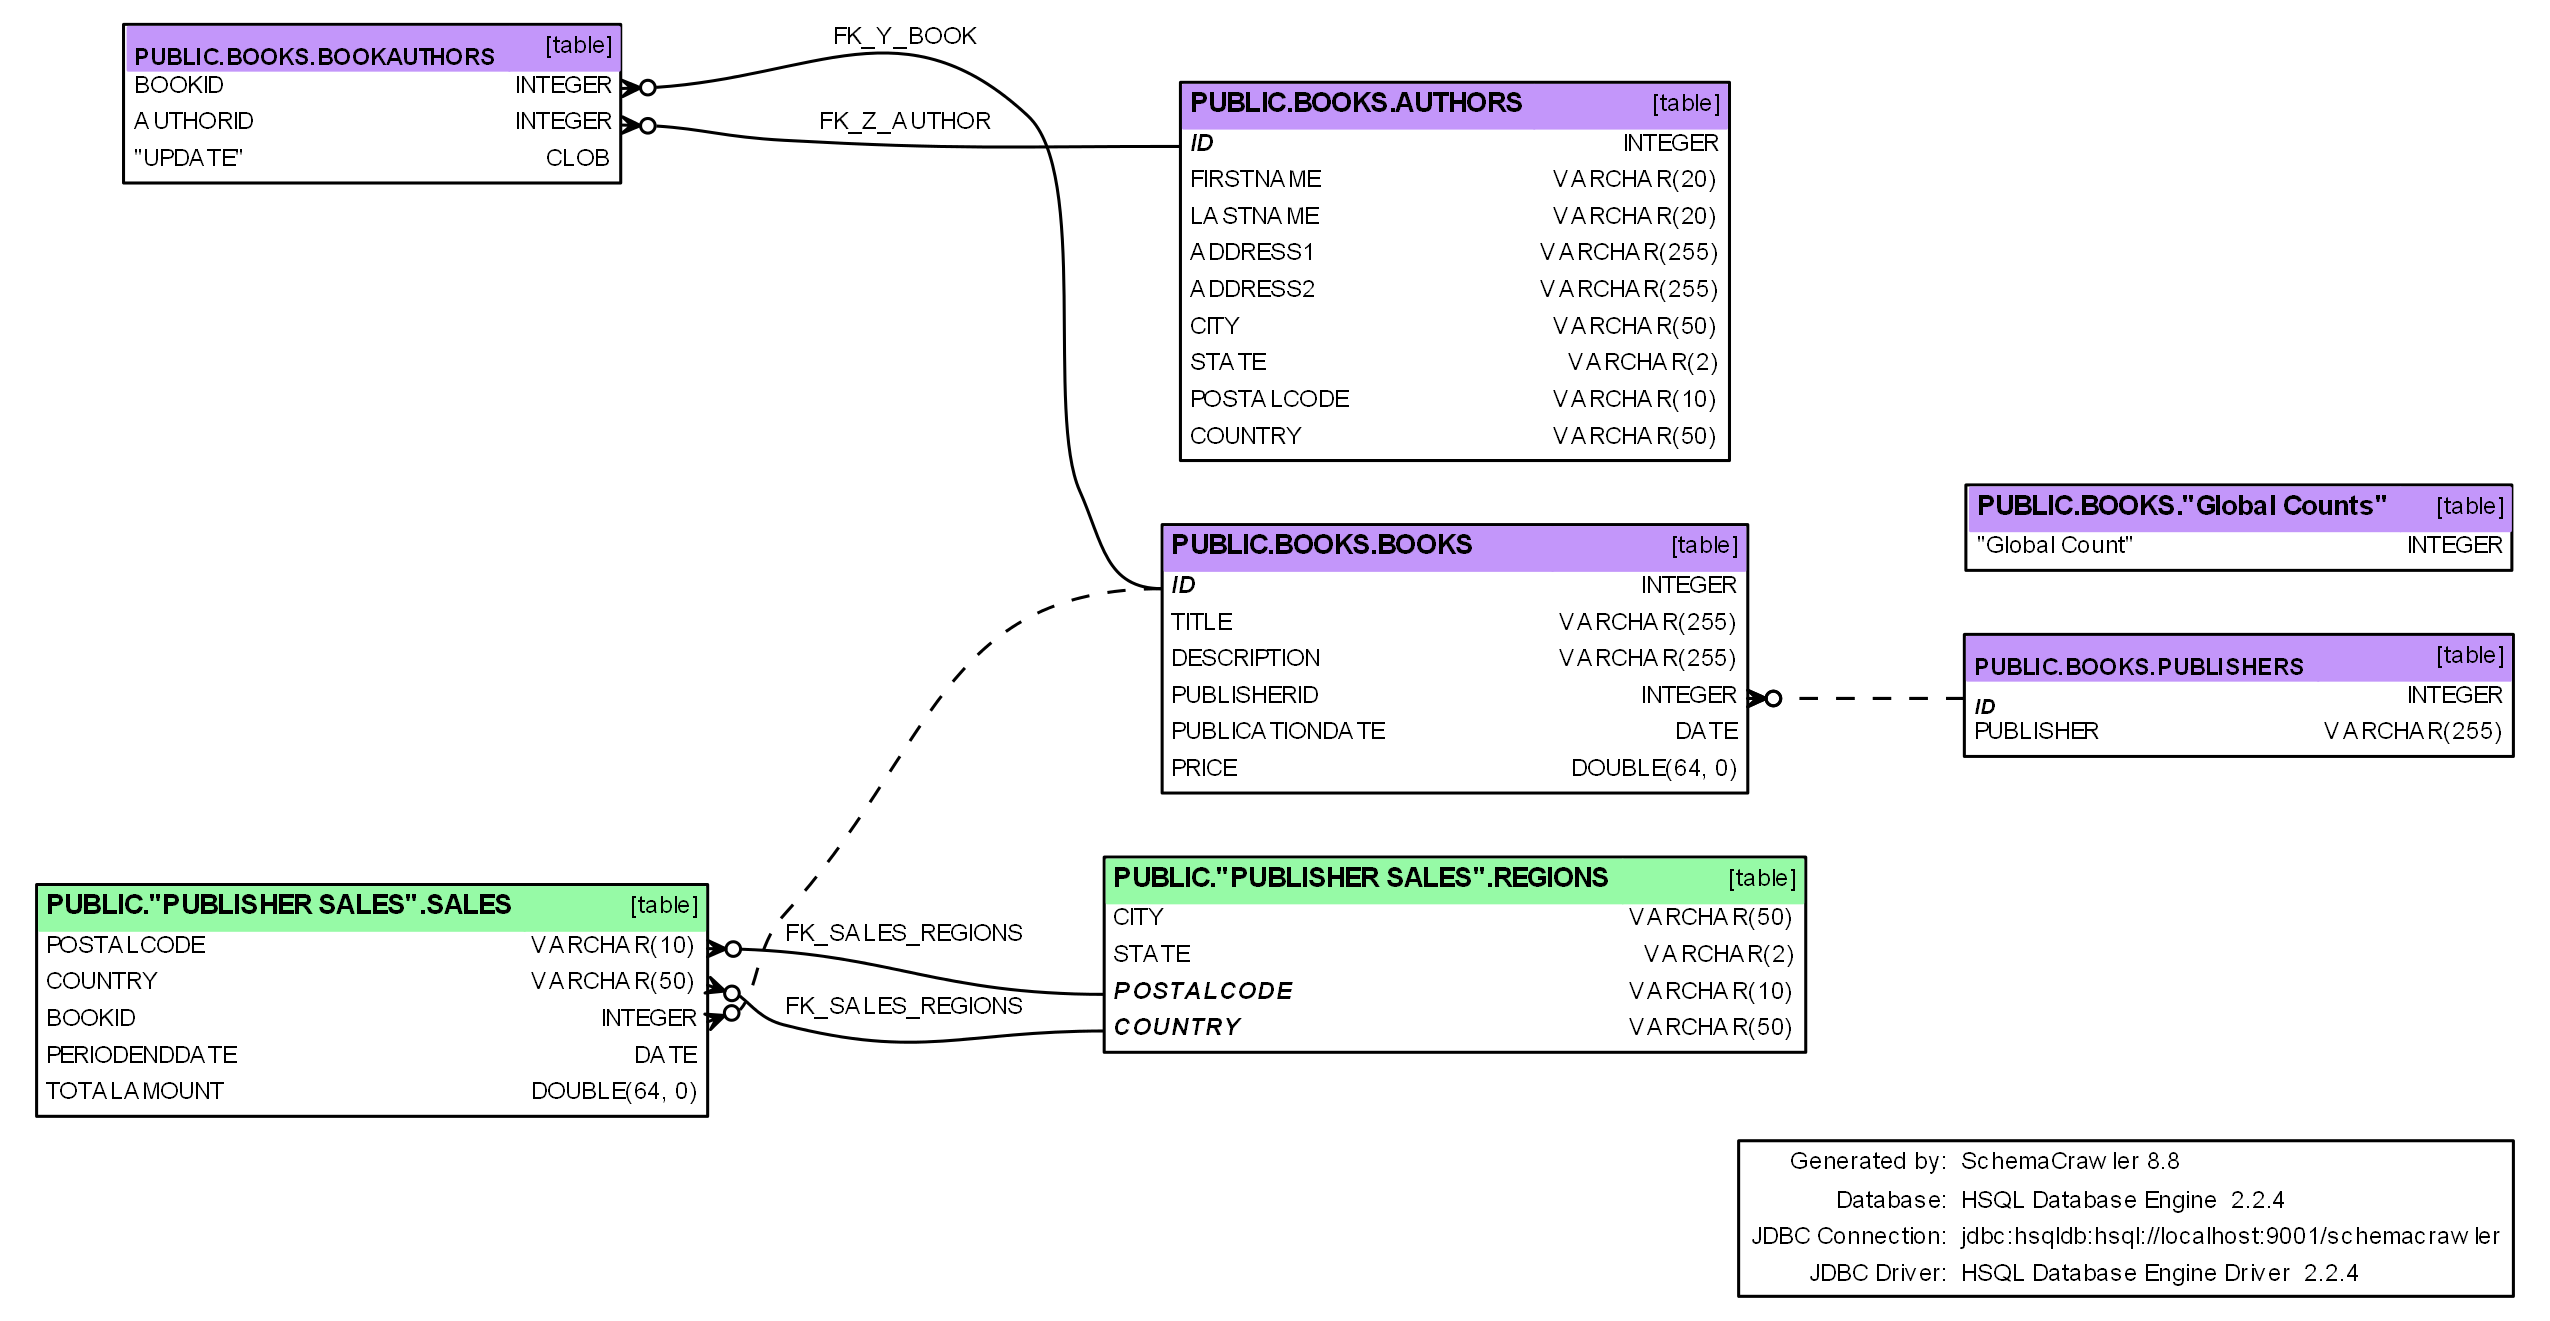 PUBLIC.BOOKS.BOOKAUTHORS [table]
BOOKID INTEGER
AUTHORID INTEGER
"UPDATE" CLOB
FK_Y_BOOK
FK_Z_AUTHOR
PUBLIC.BOOKS.AUTHORS [table]
ID INTEGER
FIRSTNAME VARCHAR(20)
LASTNAME VARCHAR(20)
ADDRESS1 VARCHAR(255)
ADDRESS2 VARCHAR(255)
CITY VARCHAR(50)
STATE VARCHAR(2)
POSTALCODE VARCHAR(10)
COUNTRY VARCHAR(50)
PUBLIC.BOOKS."Global Counts" [table]
"Global Count" INTEGER
PUBLIC.BOOKS.BOOKS [table]
ID INTEGER
TITLE VARCHAR(255)
DESCRIPTION VARCHAR(255)
PUBLISHERID INTEGER
PUBLICATIONDATE DATE
PRICE DOUBLE(64, 0)
PUBLIC.BOOKS.PUBLISHERS [table]
ID INTEGER
PUBLISHER VARCHAR(255)
PUBLIC."PUBLISHER SALES".SALES [table]
POSTALCODE VARCHAR(10)
COUNTRY VARCHAR(50)
BOOKID INTEGER
PERIODENDDATE DATE
TOTALAMOUNT DOUBLE(64, 0)
FK_SALES_REGIONS
FK_SALES_REGIONS
PUBLIC."PUBLISHER SALES".REGIONS [table]
CITY VARCHAR(50)
STATE VARCHAR(2)
POSTALCODE VARCHAR(10)
COUNTRY VARCHAR(50)
Generated by: SchemaCrawler 8.8
Database: HSQL Database Engine 2.2.4
JDBC Connection: jdbc:hsqldb:hsql://localhost:9001/schemacrawler
JDBC Driver: HSQL Database Engine Driver 2.2.4